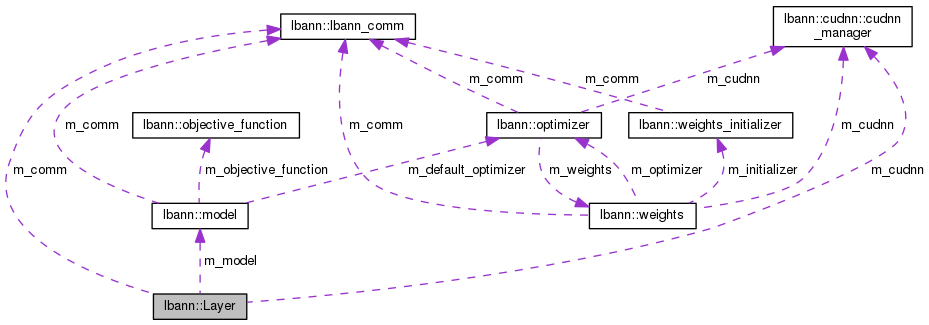 lbann::lbann_comm
lbann::cudnn::cudnn
_manager
m_comm
m_comm
m_cudnn
m_comm
lbann::objective_function
m_comm
lbann::optimizer
lbann::weights_initializer
m_cudnn
m_comm
m_objective_function
m_default_optimizer
m_weights
m_optimizer
m_initializer
m_cudnn
lbann::model
lbann::weights
m_model
lbann::Layer